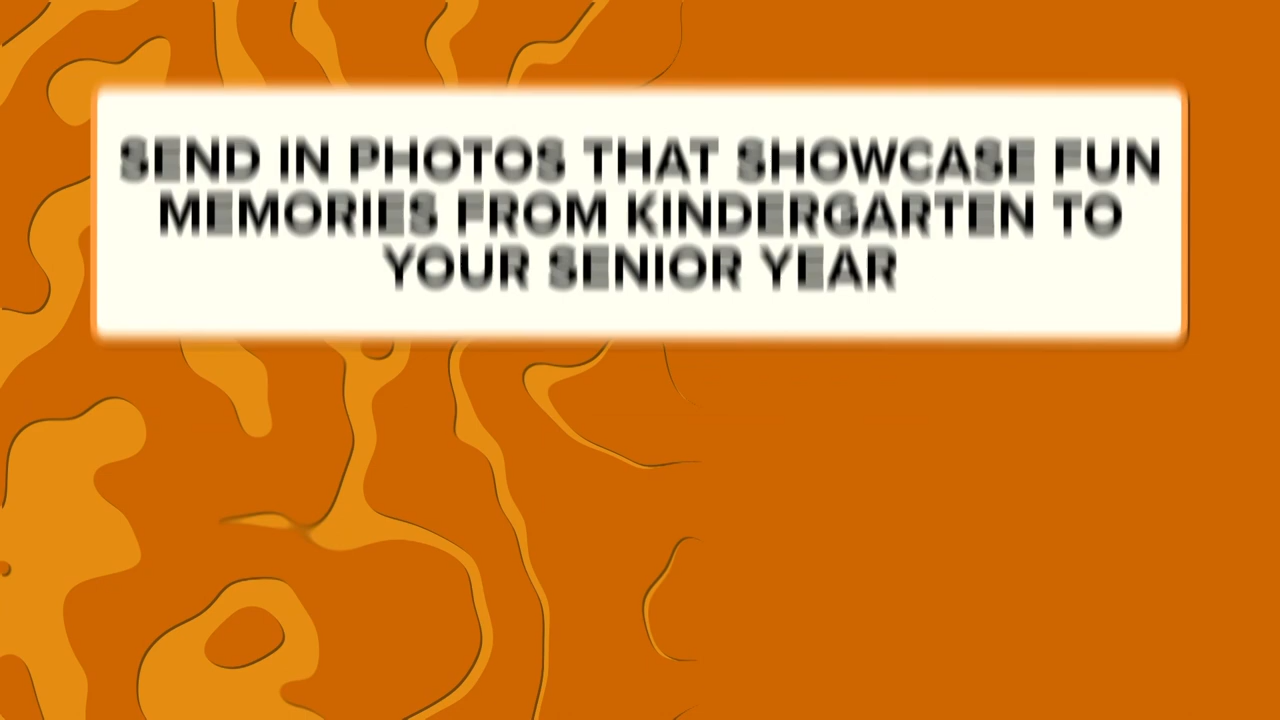 SEND IN PHOTOS THAT SHOWCASE FUN
MEMORIES FROM KINDERGARTEN TO
YOUR SENIOR YEAR